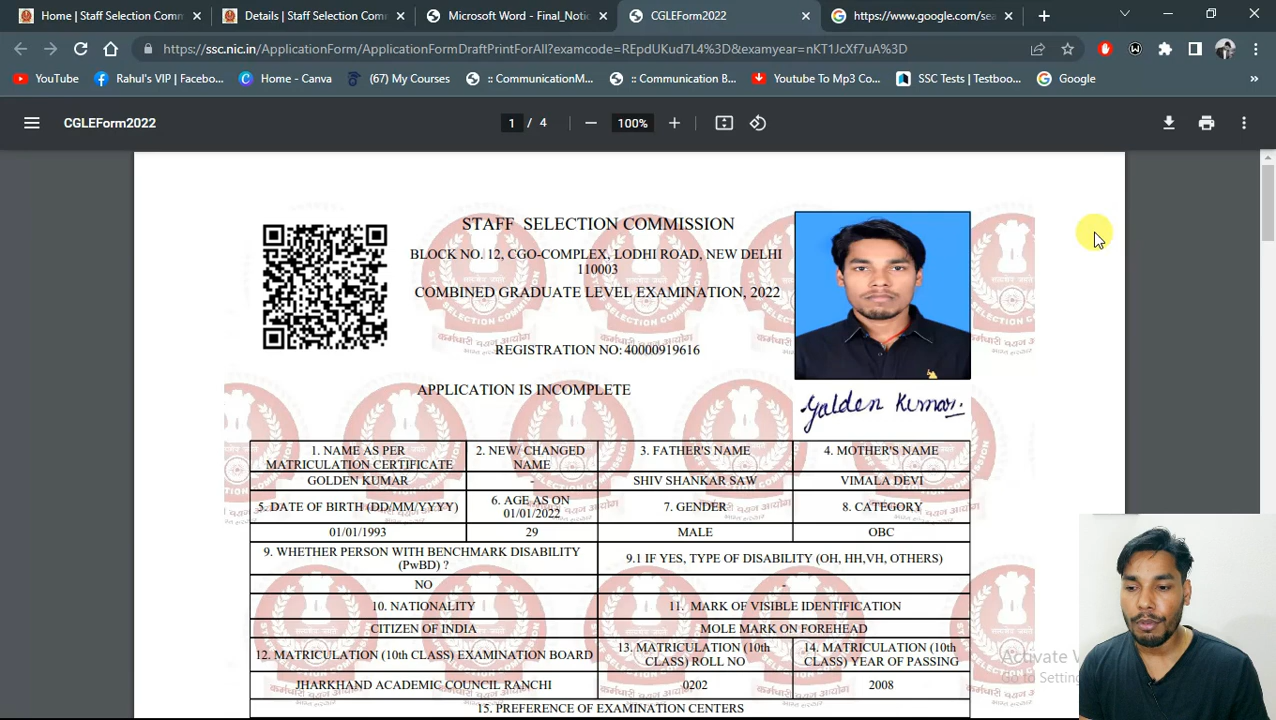 Home | Staff Selection Comm
Details | Staff Selection Com
Microsoft Word - Final_Notic
CGLEForm2022
https://www.google.com/sea
https://ssc.nic.in/ApplicationForm/ApplicationFormDraftPrintForAll?examcode=REpdUKud7L4%3D&examyear=nKT1JcXf7uA%3D
YouTube
Rahul's VIP | Facebo...
Home - Canva
(67) My Courses
:: CommunicationM...
:: Communication B...
Youtube To Mp3 Co...
SSC Tests | Testboo...
Google
»
CGLEForm2022
1 / 4
100%
STAFF SELECTION COMMISSION
BLOCK NO. 12, CGO-COMPLEX, LODHI ROAD, NEW DELHI
110003
COMBINED GRADUATE LEVEL EXAMINATION, 2022
REGISTRATION NO: 40000919616
APPLICATION IS INCOMPLETE
Golden Kumar.
1. NAME AS PER MATRICULATION CERTIFICATE
2. NEW/ CHANGED NAME
3. FATHER'S NAME
4. MOTHER'S NAME
GOLDEN KUMAR
-
SHIV SHANKAR SAW
VIMALA DEVI
5. DATE OF BIRTH (DD/MM/YYYY)
6. AGE AS ON 01/01/2022
7. GENDER
8. CATEGORY
01/01/1993
29
MALE
OBC
9. WHETHER PERSON WITH BENCHMARK DISABILITY (PwBD) ?
9.1 IF YES, TYPE OF DISABILITY (OH, HH,VH, OTHERS)
NO
-
10. NATIONALITY
11. MARK OF VISIBLE IDENTIFICATION
CITIZEN OF INDIA
MOLE MARK ON FOREHEAD
12. MATRICULATION (10th CLASS) EXAMINATION BOARD
13. MATRICULATION (10th CLASS) ROLL NO
14. MATRICULATION (10th CLASS) YEAR OF PASSING
JHARKHAND ACADEMIC COUNCIL RANCHI
0202
2008
15. PREFERENCE OF EXAMINATION CENTERS
Activate W
Go to Setting